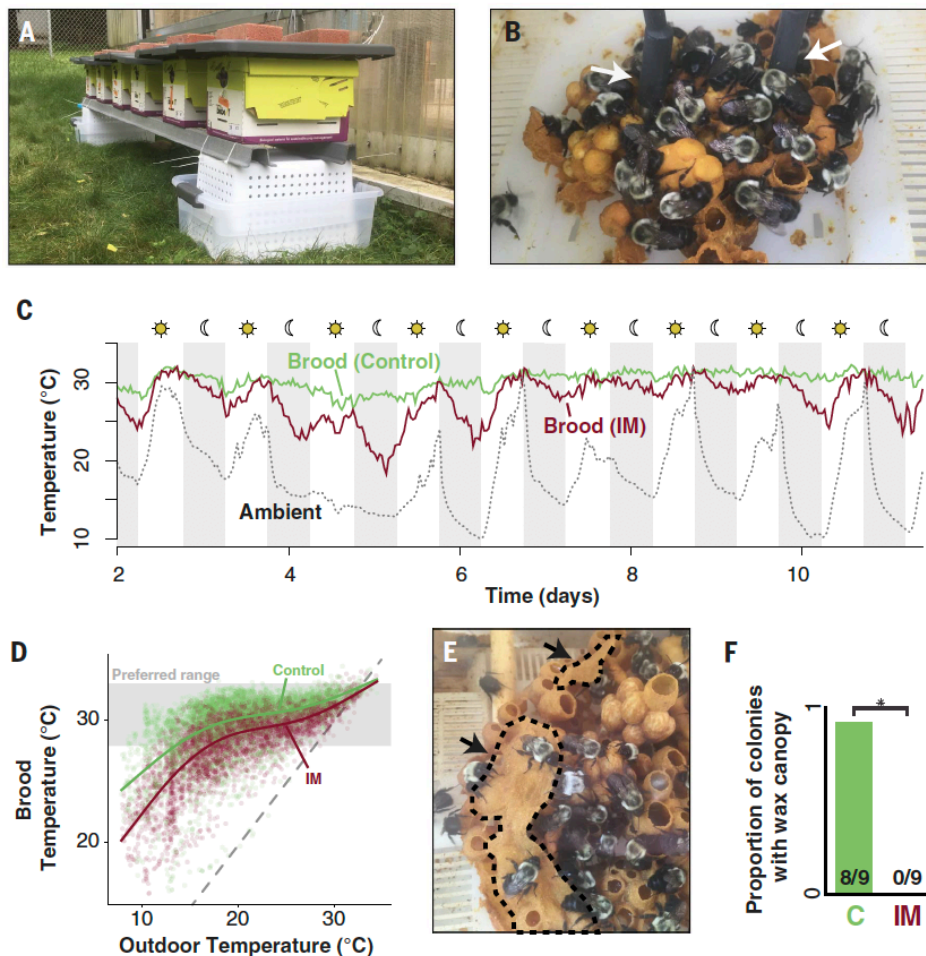 A
B
C
Brood (Control)
Brood (IM)
Ambient
Temperature (°C)
10
20
30
2
4
6
8
10
Time (days)
D
Preferred range
Control
IM
Brood
Temperature (°C)
20
30
10
20
30
Outdoor Temperature (°C)
E
F
*
Proportion of colonies
with wax canopy
1
0
8/9
0/9
C
IM